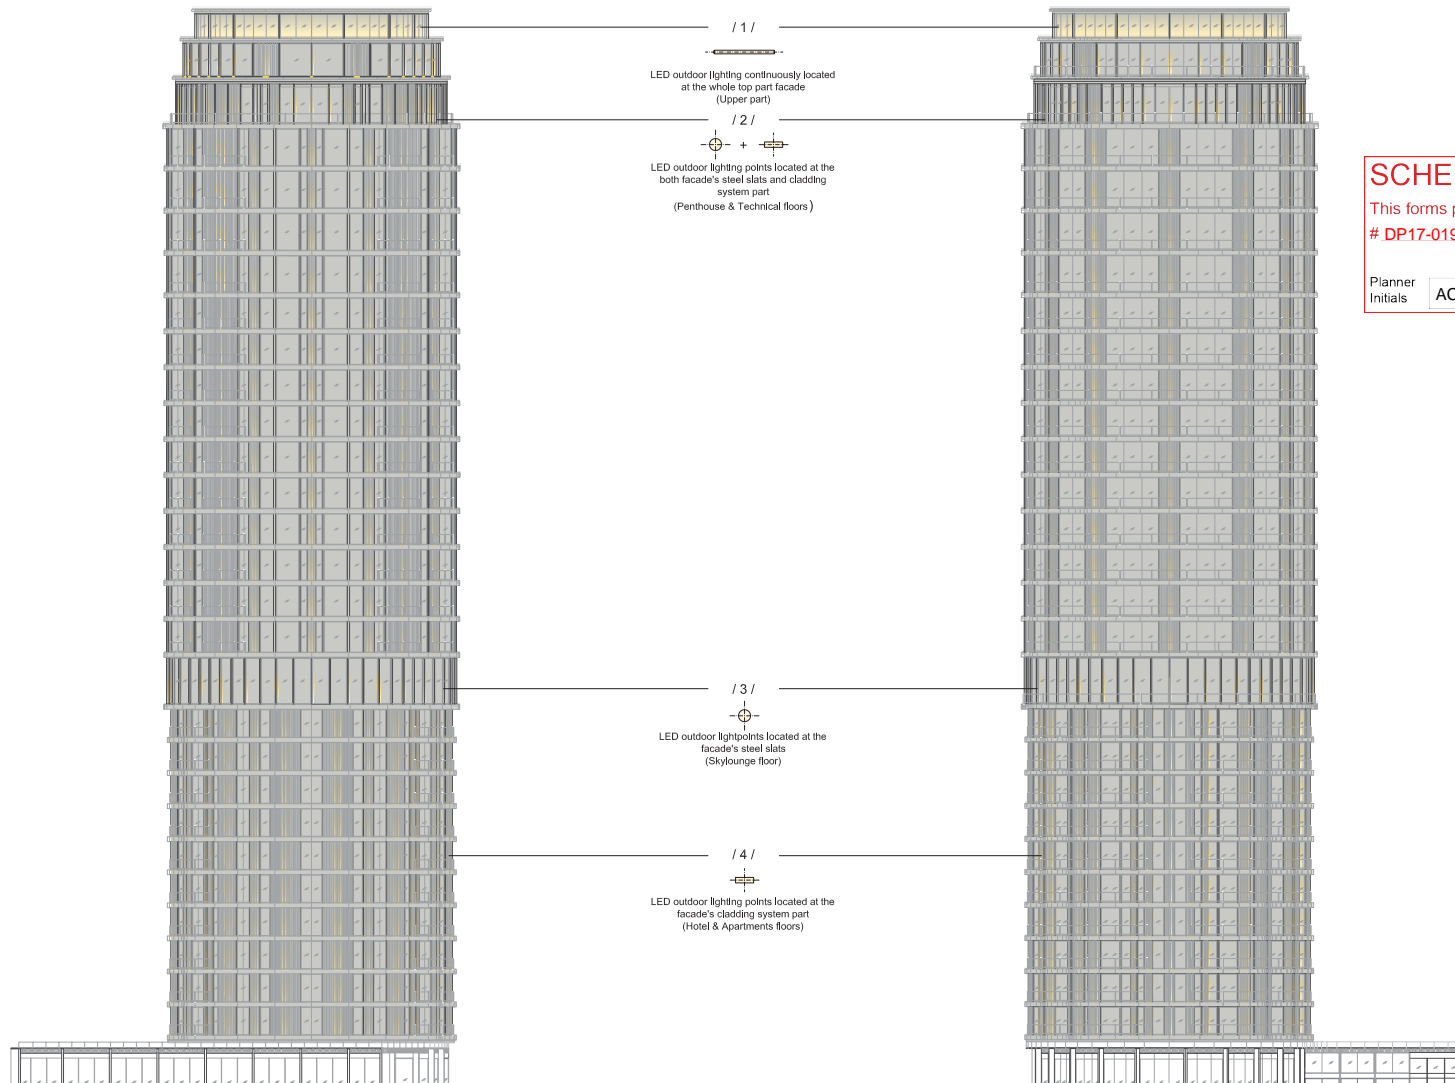 / 1 /
LED outdoor lighting continuously located
at the whole top part facade
(Upper part)
/ 2 /
+
LED outdoor lighting points located at the
both facade's steel slats and cladding
system part
(Penthouse & Technical floors)
/ 3 /
LED outdoor lightpoints located at the
facade's steel slats
(Skylounge floor)
/ 4 /
LED outdoor lighting points located at the
facade's cladding system part
(Hotel & Apartments floors)
SCHE
This forms p
# DP17-019
Planner
Initials
AC